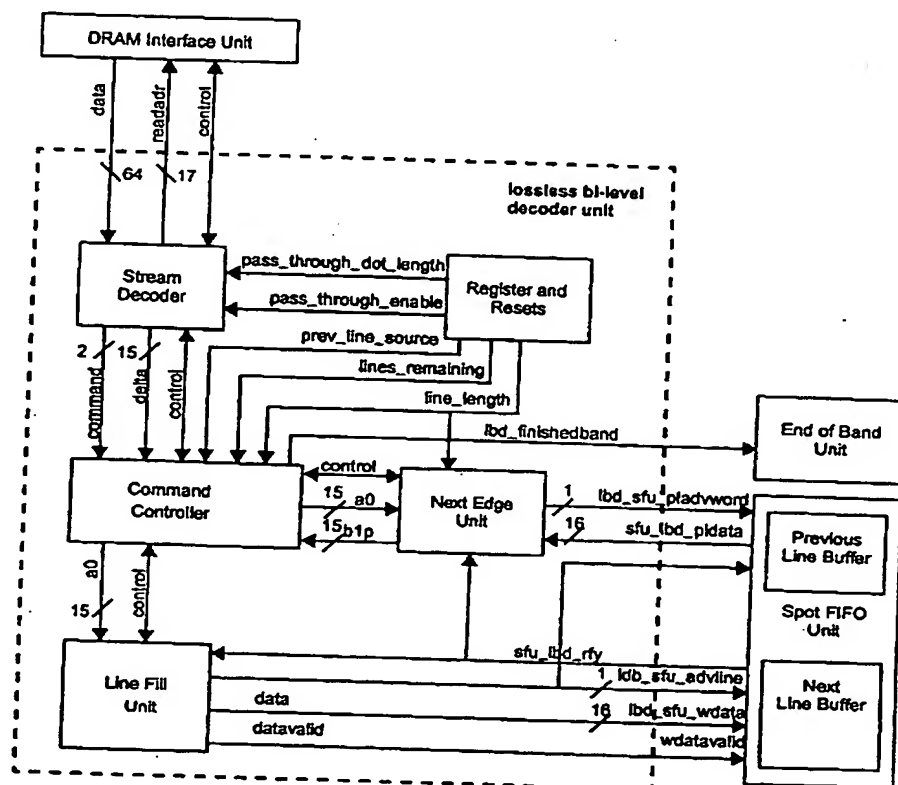 DRAM Interface Unit
data
readadr
control
64
17
lossless bi-level
decoder unit
Stream
Decoder
pass_through_dot_length
pass_through_enable
Register and
Resets
prev_line_source
lines_remaining
line_length
2
15
command
delta
control
lbd_finishedband
End of Band
Unit
Command
Controller
control
15
a0
15
b1p
Next Edge
Unit
1
lbd_sfu_pladvword
16
sfu_lbd_pldata
Previous
Line Buffer
Spot FIFO
Unit
a0
15
control
Line Fill
Unit
sfu_lbd_rfy
1
ldb_sfu_advline
data
16
lbd_sfu_wdata
datavalid
wdatavalid
Next
Line Buffer